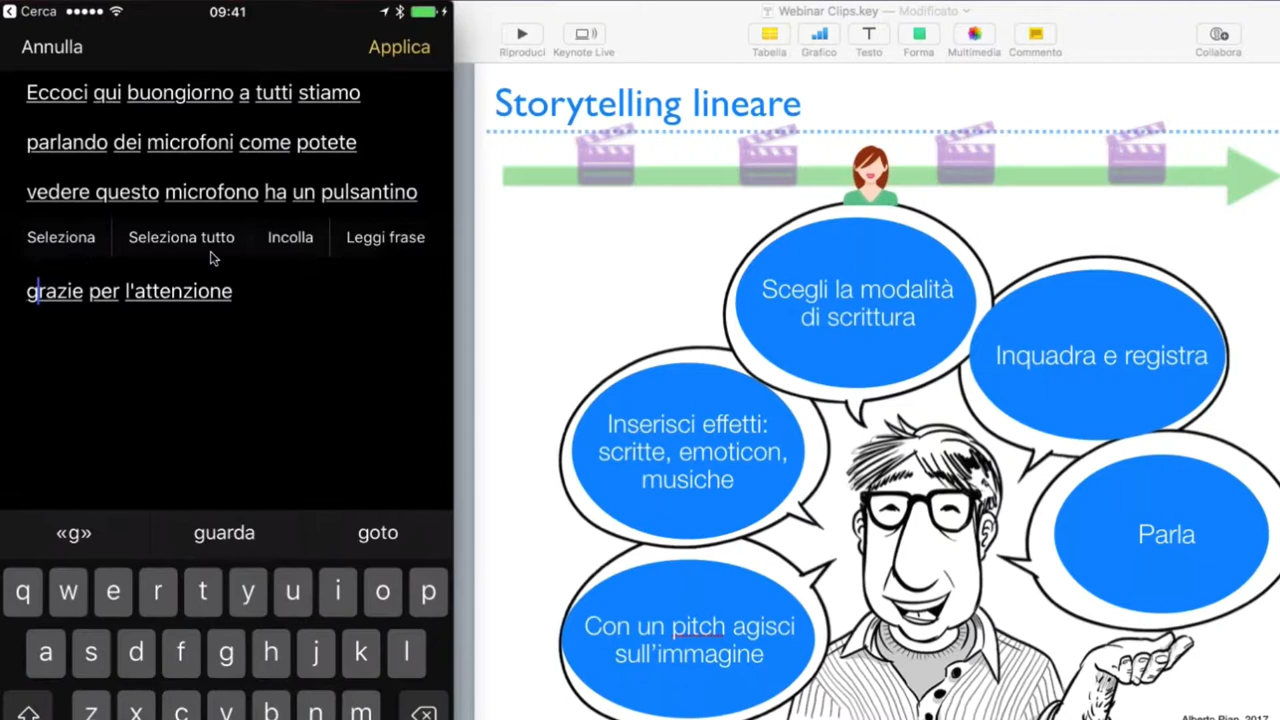 Cerca
09:41
Annulla
Applica
Eccoci qui buongiorno a tutti stiamo
parlando dei microfoni come potete
vedere questo microfono ha un pulsantino
Seleziona
Seleziona tutto
Incolla
Leggi frase
grazie per l'attenzione
«g»
guarda
goto
q w e r t y u i o p
a s d f g h j k l
z x c v b n m
Webinar Clips.key — Modificato
Riproduci
Keynote Live
Tabella
Grafico
Testo
Forma
Multimedia
Commento
Collabora
Storytelling lineare
Scegli la modalità
di scrittura
Inquadra e registra
Inserisci effetti:
scritte, emoticon,
musiche
Parla
Con un pitch agisci
sull’immagine